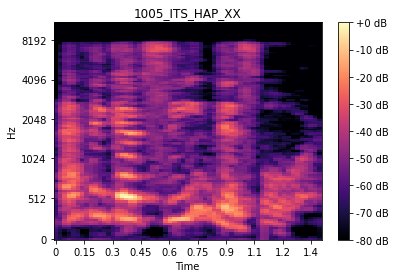 1005_ITS_HAP_XX
8192
4096
2048
1024
512
0
Hz
0 0.15 0.3 0.45 0.6 0.75 0.9 1.1 1.2 1.4
Time
+0 dB
-10 dB
-20 dB
-30 dB
-40 dB
-50 dB
-60 dB
-70 dB
-80 dB